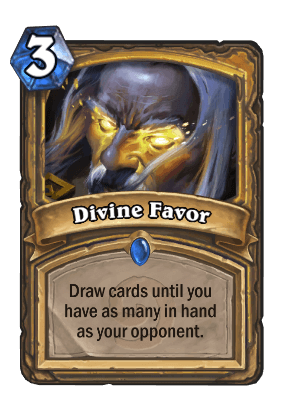 3
Divine Favor
Draw cards until you
have as many in hand
as your opponent.